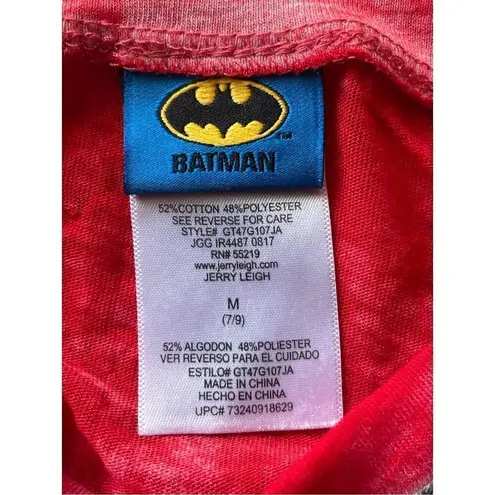 TM
BATMAN
52%COTTON 48%POLYESTER
SEE REVERSE FOR CARE
STYLE# GT47G107JA
JGG IR4487 0817
RN# 55219
www.jerryleigh.com
JERRY LEIGH
M
(7/9)
52% ALGODON 48%POLIESTER
VER REVERSO PARA EL CUIDADO
ESTILO# GT47G107JA
MADE IN CHINA
HECHO EN CHINA
UPC# 73240918629